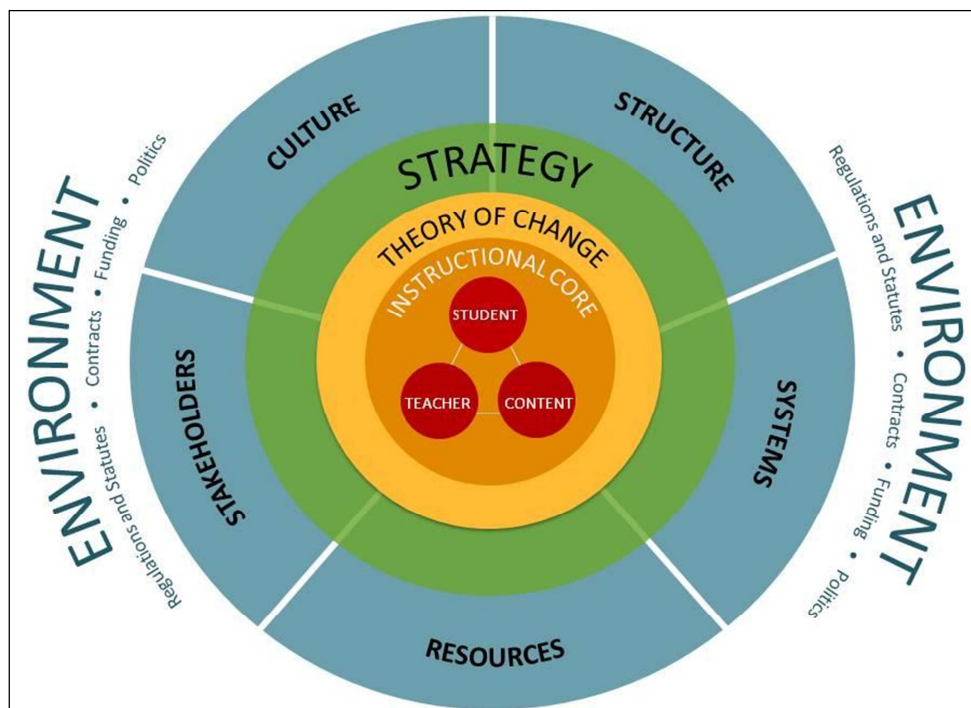 CULTURE
STRUCTURE
STRATEGY
THEORY OF CHANGE
INSTRUCTIONAL CORE
STUDENT
TEACHER
CONTENT
STAKEHOLDERS
SYSTEMS
RESOURCES
ENVIRONMENT
Regulations and Statutes • Contracts • Funding • Politics
ENVIRONMENT
Regulations and Statutes • Contracts • Funding • Politics